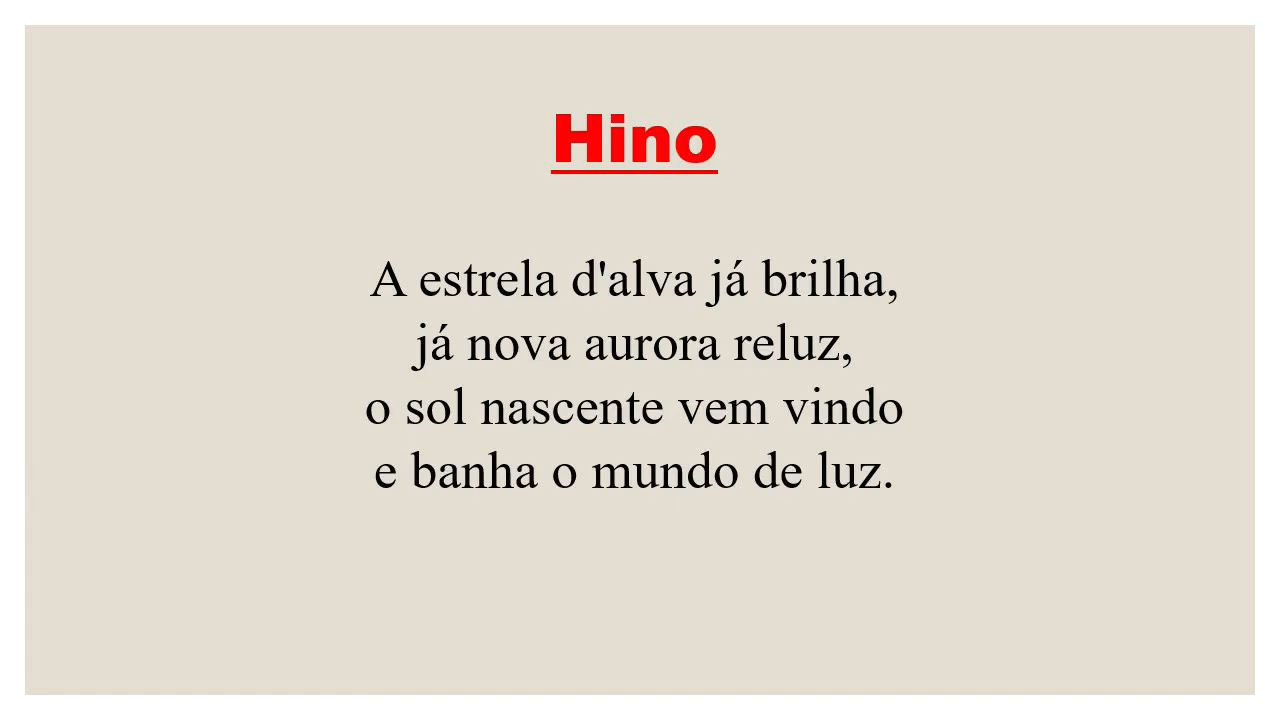 Hino
A estrela d'alva já brilha,
já nova aurora reluz,
o sol nascente vem vindo
e banha o mundo de luz.